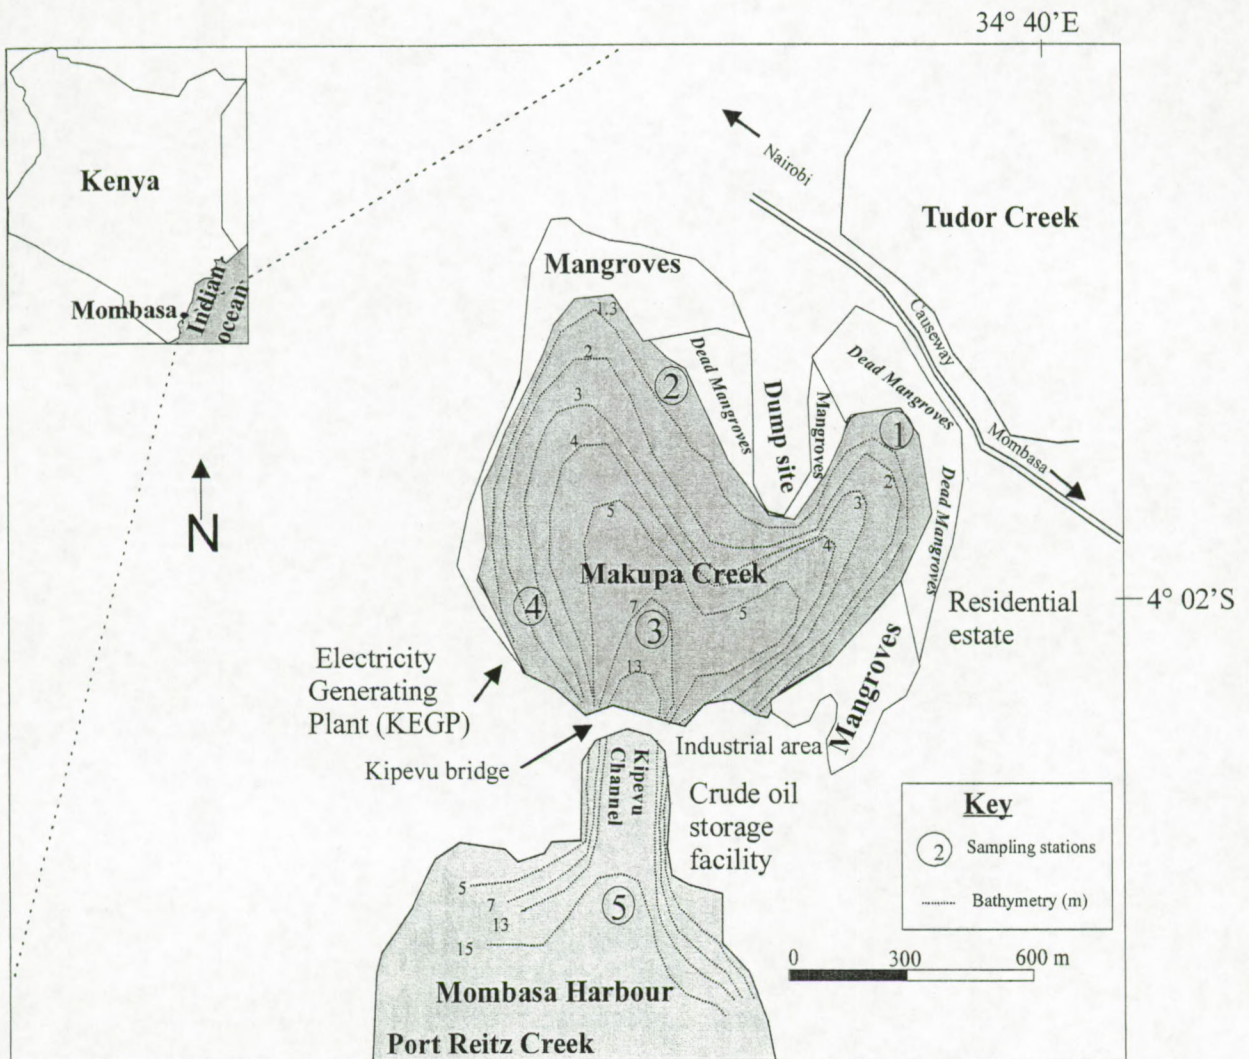 34° 40'E
Kenya
Mombasa
Indian
ocean
Nairobi
Tudor Creek
Causeway
Mombasa
Mangroves
1.3
2
3
4
5
2
Dead Mangroves
Dump site
Mangroves
Dead Mangroves
1
2
3
4
5
Dead Mangroves
N
Makupa Creek
4
7
3
13
4° 02'S
Residential
estate
Mangroves
Electricity
Generating
Plant (KEGP)
Kipevu bridge
Industrial area
Kipevu
Channel
Crude oil
storage
facility
5
7
13
15
5
Mombasa Harbour
Port Reitz Creek
Key
2 Sampling stations
Bathymetry (m)
0 300 600 m